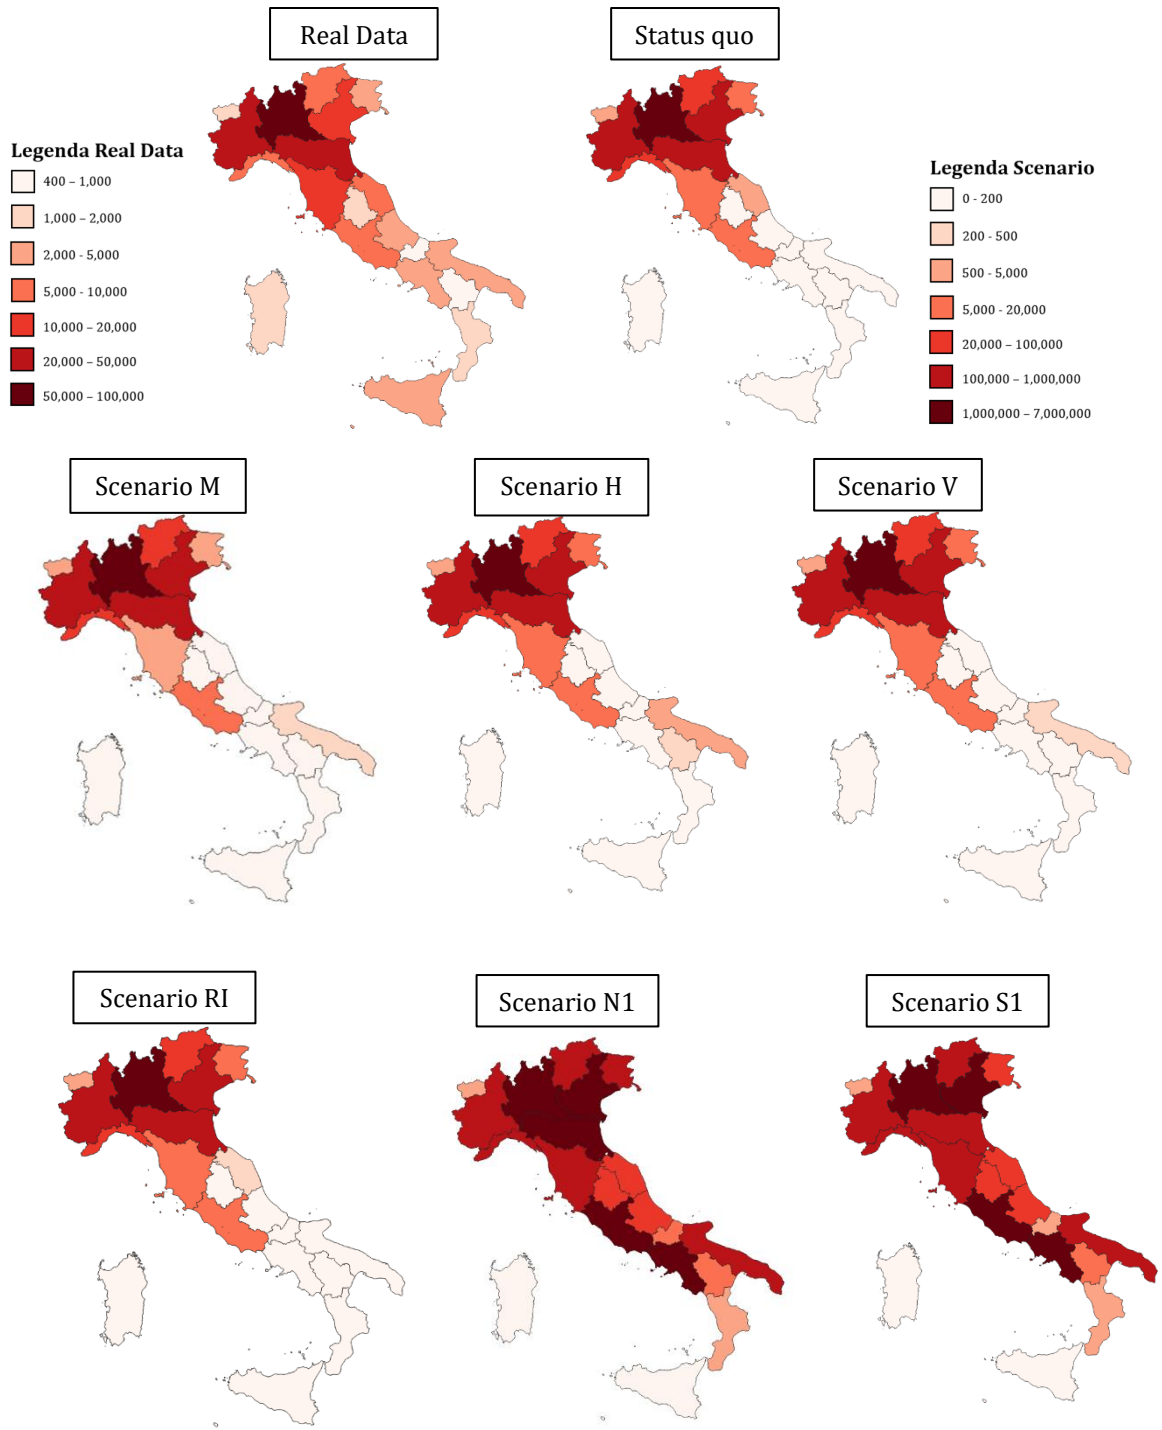 Real Data
Status quo
Legenda Real Data
400 – 1,000
1,000 – 2,000
2,000 - 5,000
5,000 - 10,000
10,000 – 20,000
20,000 – 50,000
50,000 – 100,000
Legenda Scenario
0 - 200
200 - 500
500 - 5,000
5,000 - 20,000
20,000 – 100,000
100,000 – 1,000,000
1,000,000 – 7,000,000
Scenario M
Scenario H
Scenario V
Scenario RI
Scenario N1
Scenario S1